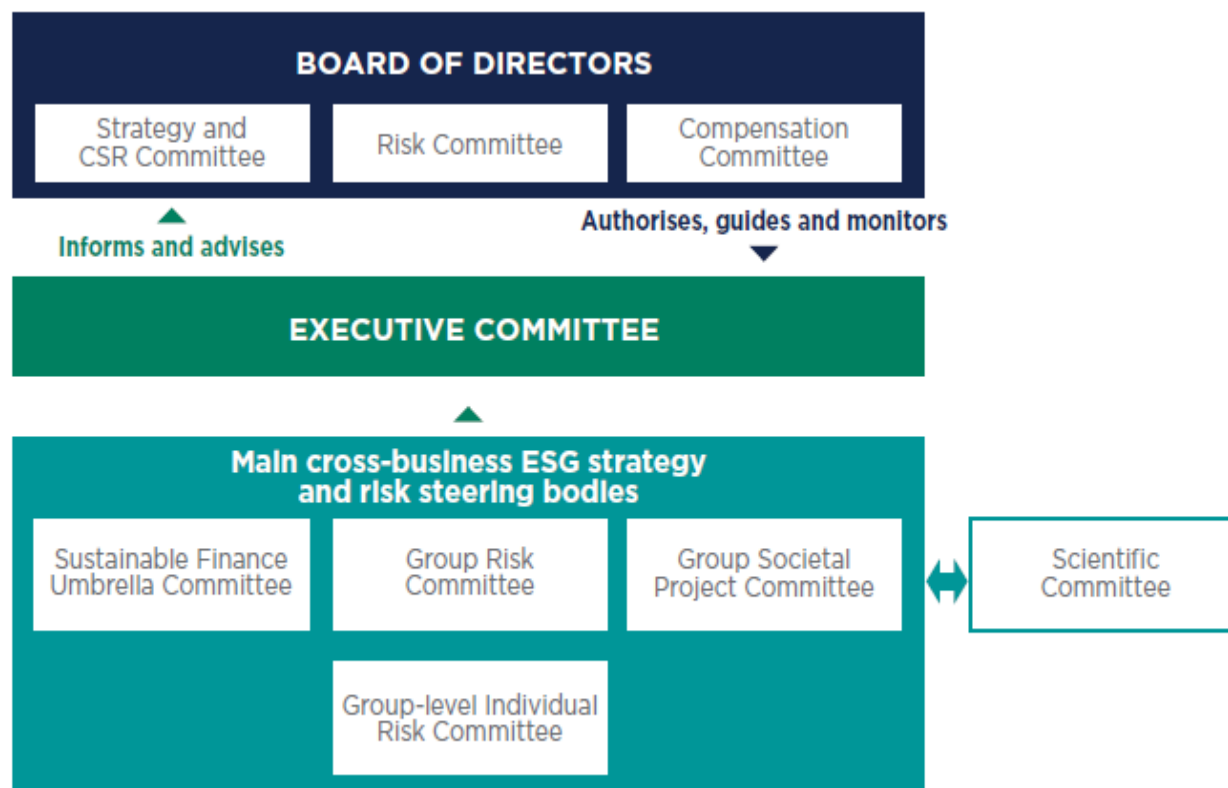 BOARD OF DIRECTORS
Strategy and
CSR Committee
Risk Committee
Compensation
Committee
Informs and advises
Authorises, guides and monitors
EXECUTIVE COMMITTEE
Main cross-business ESG strategy
and risk steering bodies
Sustainable Finance
Umbrella Committee
Group Risk
Committee
Group Societal
Project Committee
Scientific
Committee
Group-level Individual
Risk Committee